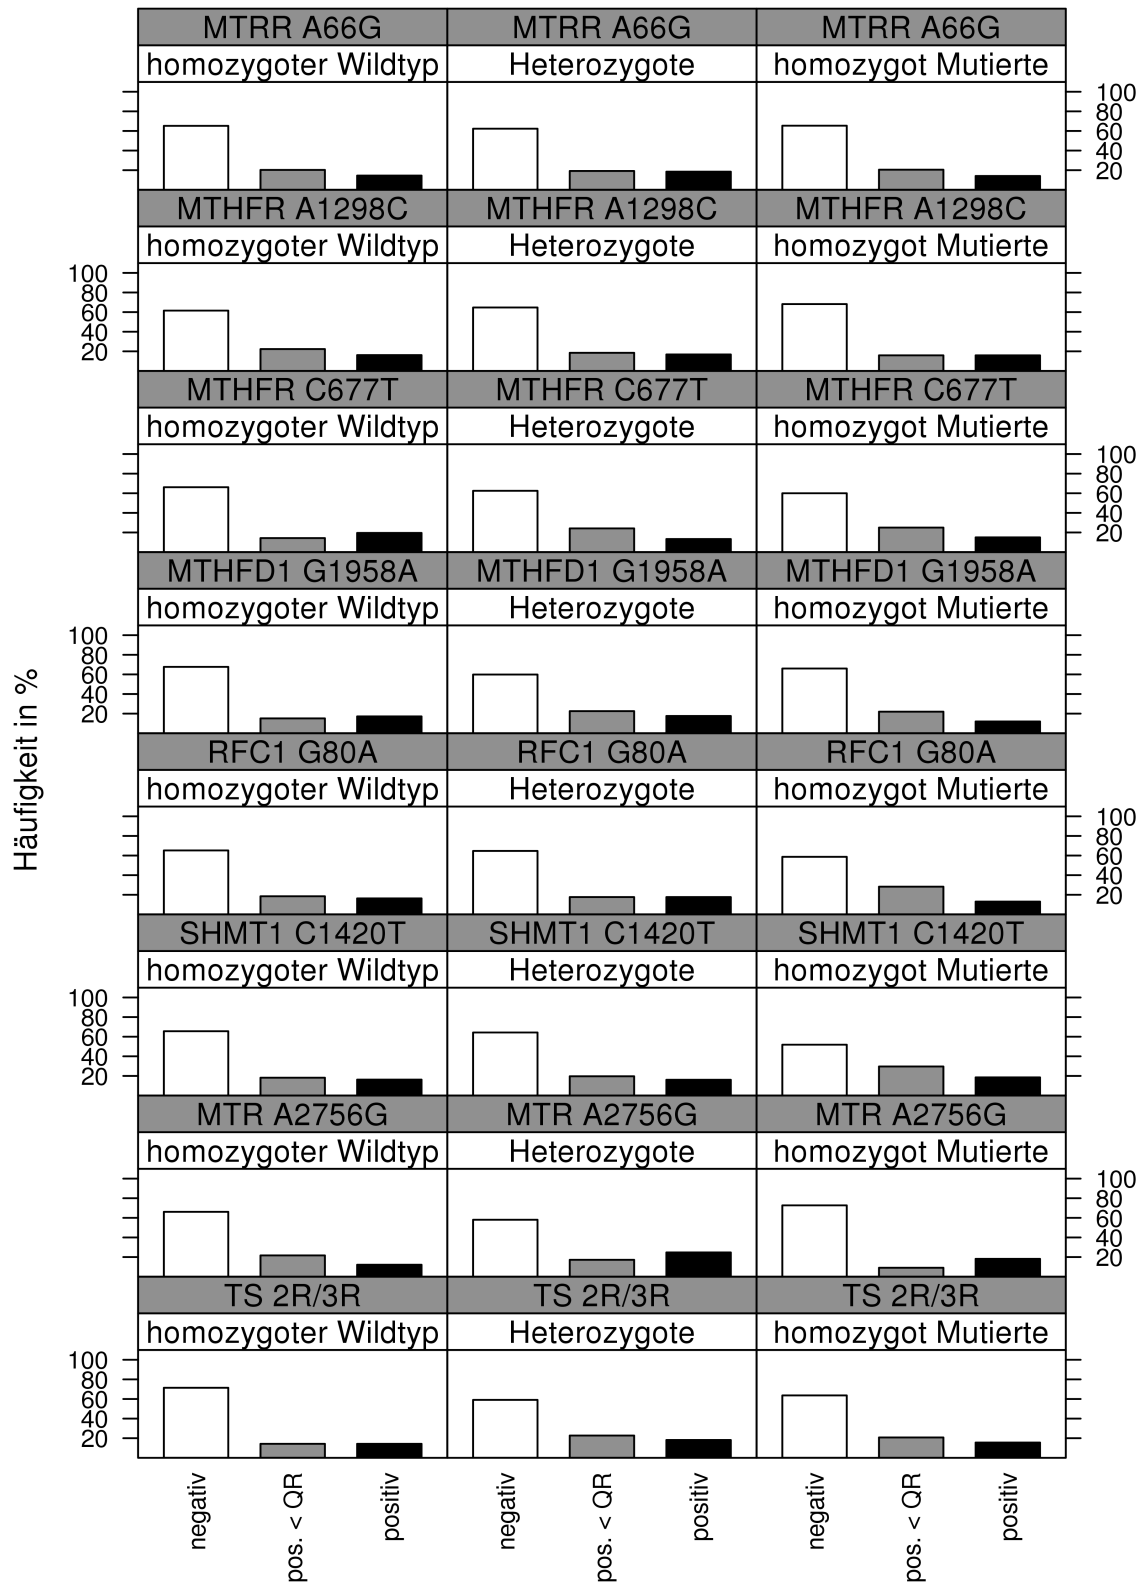 MTRR A66G MTRR A66G MTRR A66G
homozygoter Wildtyp Heterozygote homozygot Mutierte
100
80
60
40
20
MTHFR A1298C MTHFR A1298C MTHFR A1298C
homozygoter Wildtyp Heterozygote homozygot Mutierte
100
80
60
40
20
MTHFR C677T MTHFR C677T MTHFR C677T
homozygoter Wildtyp Heterozygote homozygot Mutierte
100
80
60
40
20
MTHFD1 G1958A MTHFD1 G1958A MTHFD1 G1958A
homozygoter Wildtyp Heterozygote homozygot Mutierte
100
80
60
40
20
Häufigkeit in %
RFC1 G80A RFC1 G80A RFC1 G80A
homozygoter Wildtyp Heterozygote homozygot Mutierte
100
80
60
40
20
SHMT1 C1420T SHMT1 C1420T SHMT1 C1420T
homozygoter Wildtyp Heterozygote homozygot Mutierte
100
80
60
40
20
MTR A2756G MTR A2756G MTR A2756G
homozygoter Wildtyp Heterozygote homozygot Mutierte
100
80
60
40
20
TS 2R/3R TS 2R/3R TS 2R/3R
homozygoter Wildtyp Heterozygote homozygot Mutierte
100
80
60
40
20
negativ
pos. < QR
positiv
negativ
pos. < QR
positiv
negativ
pos. < QR
positiv